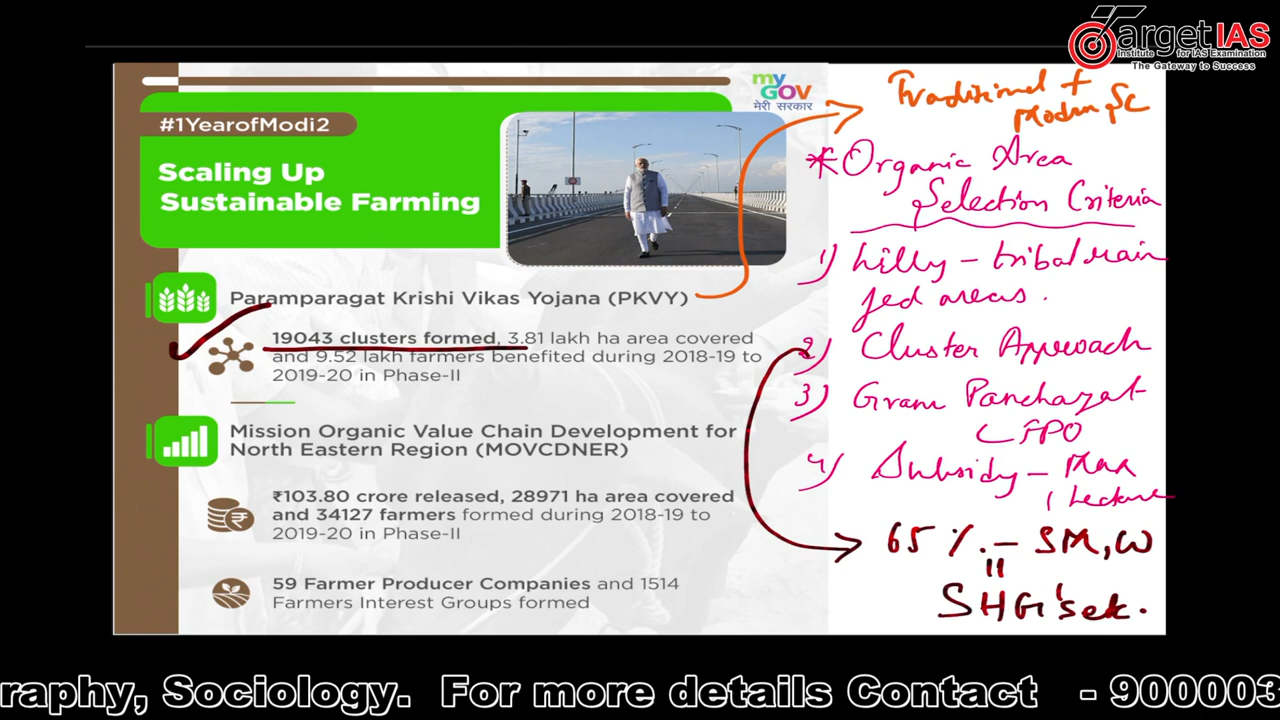 Target IAS
Institute for IAS Examination
The Gateway to Success
my
GOV
मेरी सरकार
#1YearofModi2
Scaling Up
Sustainable Farming
Paramparagat Krishi Vikas Yojana (PKVY)
19043 clusters formed, 3.81 lakh ha area covered
and 9.52 lakh farmers benefited during 2018-19 to
2019-20 in Phase-II
Mission Organic Value Chain Development for
North Eastern Region (MOVCDNER)
₹103.80 crore released, 28971 ha area covered
and 34127 farmers formed during 2018-19 to
2019-20 in Phase-II
59 Farmer Producer Companies and 1514
Farmers Interest Groups formed
Traditional +
Modern Sc
* Organic Area
Selection Criteria
1) hilly - tribal rain
fed areas.
2) Cluster Approach
3) Gram Panchayat
FPO
4) Subsidy - Max
1 hecture
65 %. - SM, W
SHG's etc.
raphy, Sociology. For more details Contact - 900003